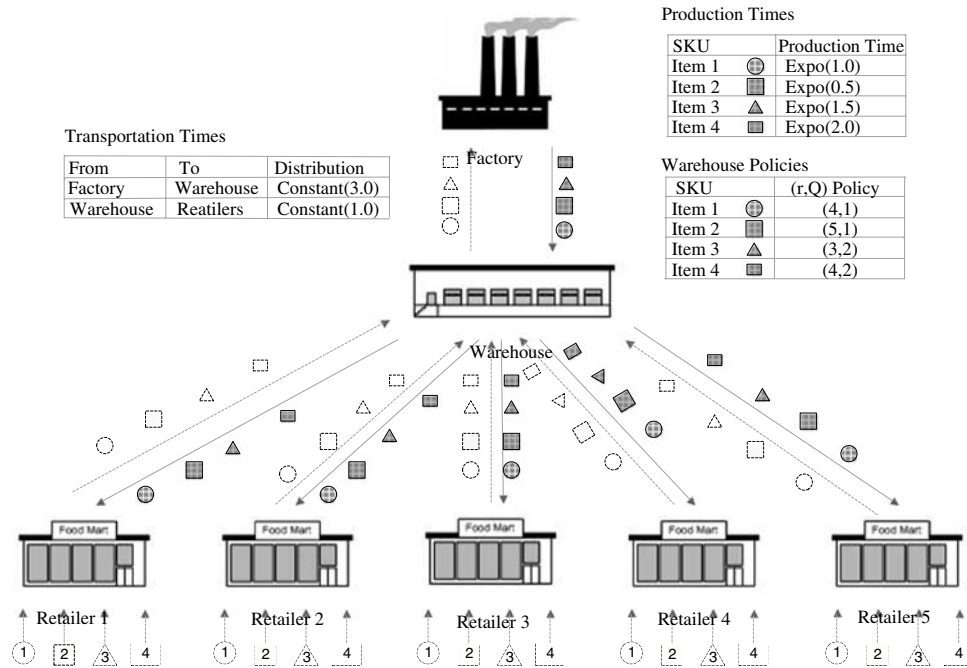 Production Times
SKU Production Time
Item 1 Expo(1.0)
Item 2 Expo(0.5)
Item 3 Expo(1.5)
Item 4 Expo(2.0)
Transportation Times
From To Distribution
Factory Warehouse Constant(3.0)
Warehouse Reatilers Constant(1.0)
Factory
Warehouse Policies
SKU (r,Q) Policy
Item 1 (4,1)
Item 2 (5,1)
Item 3 (3,2)
Item 4 (4,2)
Warehouse
Food Mart Food Mart Food Mart Food Mart Food Mart
Retailer 1 Retailer 2 Retailer 3 Retailer 4 Retailer 5
1 2 3 4 1 2 3 4 1 2 3 4 1 2 3 4 1 2 3 4